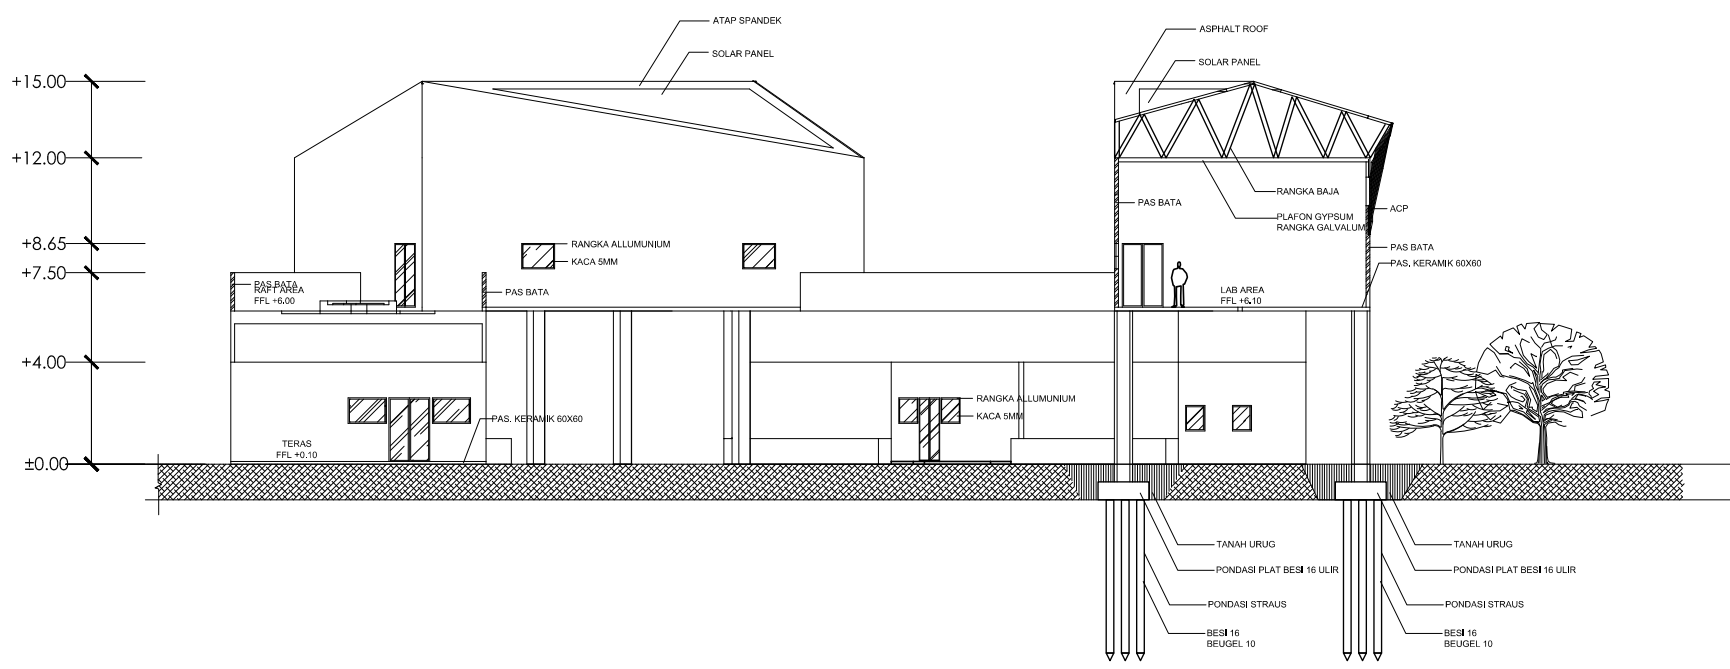 ATAP SPANDEK
SOLAR PANEL
ASPHALT ROOF
SOLAR PANEL
+15.00
+12.00
+8.65
+7.50
+4.00
±0.00
RANGKA BAJA
PAS BATA
PLAFON GYPSUM
RANGKA GALVALUM
ACP
PAS BATA
PAS. KERAMIK 60X60
RANGKA ALLUMUNIUM
KACA 5MM
PAS BATA
RAFT AREA
FFL +6.00
PAS BATA
LAB AREA
FFL +6.10
RANGKA ALLUMUNIUM
KACA 5MM
PAS. KERAMIK 60X60
TERAS
FFL +0.10
TANAH URUG
PONDASI PLAT BESI 16 ULIR
PONDASI STRAUS
BESI 16
BEUGEL 10
TANAH URUG
PONDASI PLAT BESI 16 ULIR
PONDASI STRAUS
BESI 16
BEUGEL 10